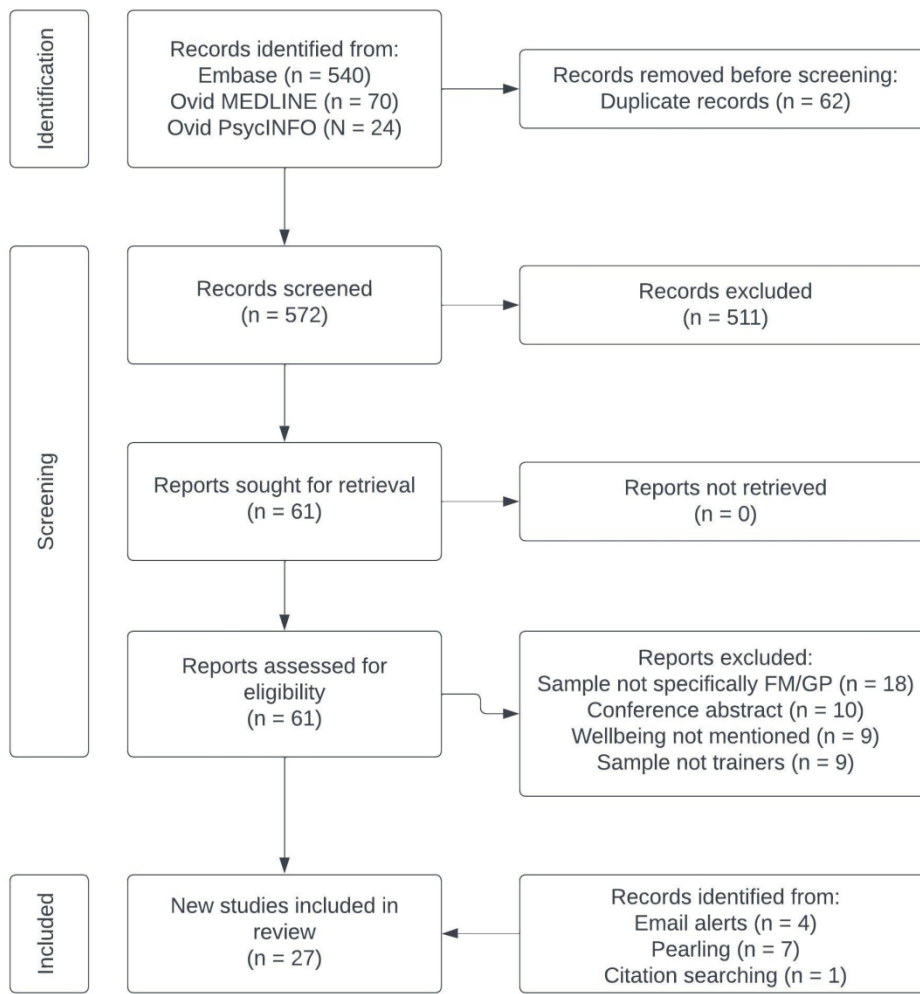 Identification
Records identified from:
Embase (n = 540)
Ovid MEDLINE (n = 70)
Ovid PsycINFO (N = 24)
Records removed before screening:
Duplicate records (n = 62)
Screening
Records screened
(n = 572)
Records excluded
(n = 511)
Reports sought for retrieval
(n = 61)
Reports not retrieved
(n = 0)
Reports assessed for
eligibility
(n = 61)
Reports excluded:
Sample not specifically FM/GP (n = 18)
Conference abstract (n = 10)
Wellbeing not mentioned (n = 9)
Sample not trainers (n = 9)
Included
New studies included in
review
(n = 27)
Records identified from:
Email alerts (n = 4)
Pearling (n = 7)
Citation searching (n = 1)